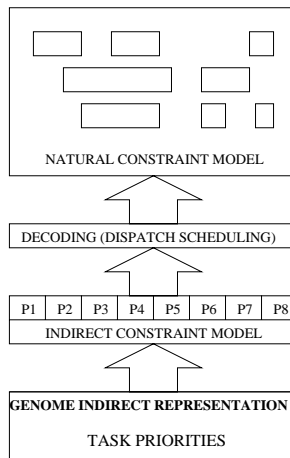 NATURAL CONSTRAINT MODEL
DECODING (DISPATCH SCHEDULING)
P1 P2 P3 P4 P5 P6 P7 P8
INDIRECT CONSTRAINT MODEL
GENOME INDIRECT REPRESENTATION
TASK PRIORITIES